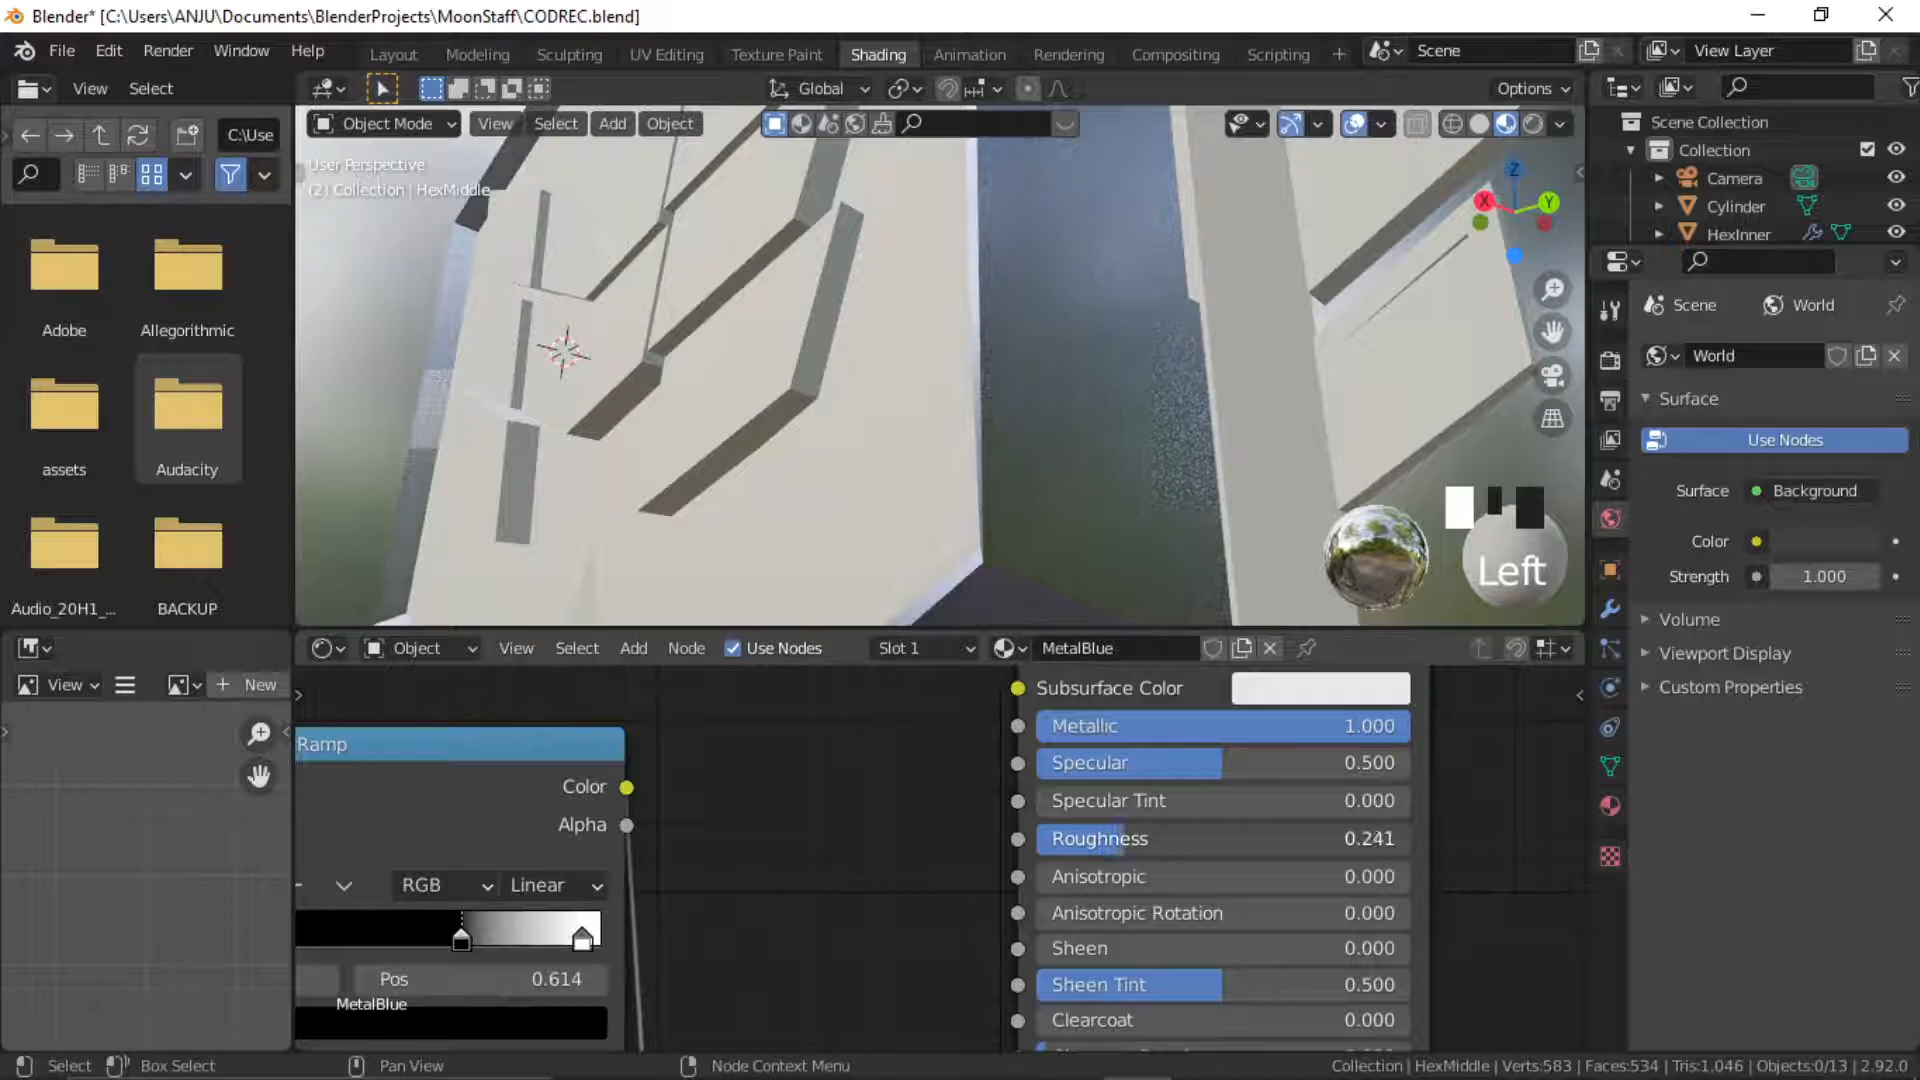 Blender* [C:\Users\ANJU\Documents\BlenderProjects\MoonStaff\CODREC.blend]
File Edit Render Window Help
Layout Modeling Sculpting UV Editing Texture Paint Shading Animation Rendering Compositing Scripting +
Scene
View Layer
View Select
Global
Options
C:\Use
Object Mode View Select Add Object
User Perspective
(2) Collection | HexMiddle
Z
X
Y
Scene Collection
Collection
Camera
Cylinder
HexInner
Adobe
Allegorithmic
assets
Audacity
Audio_20H1_...
BACKUP
Scene World
World
Surface
Use Nodes
Surface Background
Color
Strength 1.000
Volume
Viewport Display
Custom Properties
Left
Object View Select Add Node Use Nodes Slot 1 MetalBlue
View
+ New
Ramp
Color
Alpha
RGB Linear
Pos 0.614
MetalBlue
Subsurface Color
Metallic 1.000
Specular 0.500
Specular Tint 0.000
Roughness 0.241
Anisotropic 0.000
Anisotropic Rotation 0.000
Sheen 0.000
Sheen Tint 0.500
Clearcoat 0.000
Select Box Select Pan View Node Context Menu
Collection | HexMiddle | Verts:583 | Faces:534 | Tris:1,046 | Objects:0/13 | 2.92.0